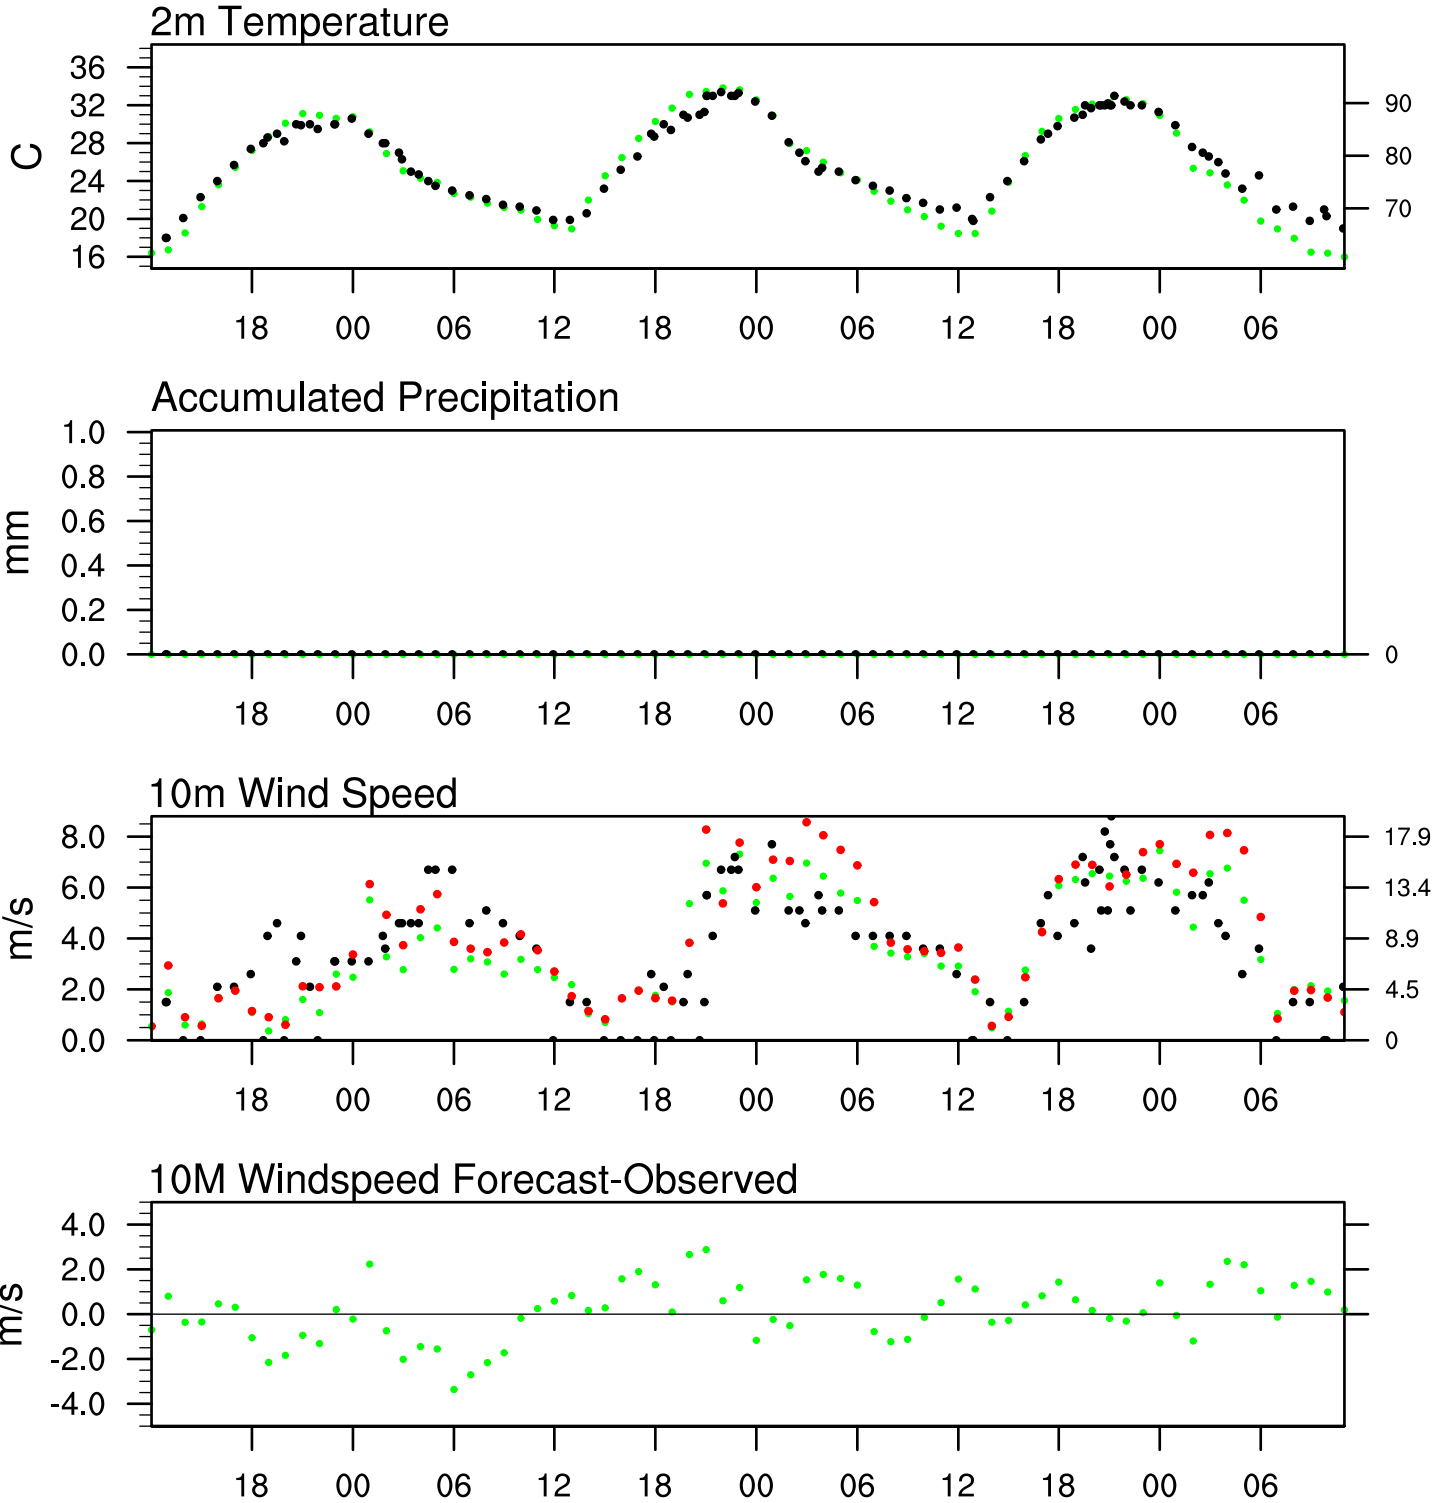 2m Temperature
36
32
28
24
20
16
C
90
80
70
18 00 06 12 18 00 06 12 18 00 06
Accumulated Precipitation
1.0
0.8
0.6
0.4
0.2
0.0
mm
0
18 00 06 12 18 00 06 12 18 00 06
10m Wind Speed
8.0
6.0
4.0
2.0
0.0
m/s
17.9
13.4
8.9
4.5
0
18 00 06 12 18 00 06 12 18 00 06
10M Windspeed Forecast-Observed
4.0
2.0
0.0
-2.0
-4.0
m/s
18 00 06 12 18 00 06 12 18 00 06